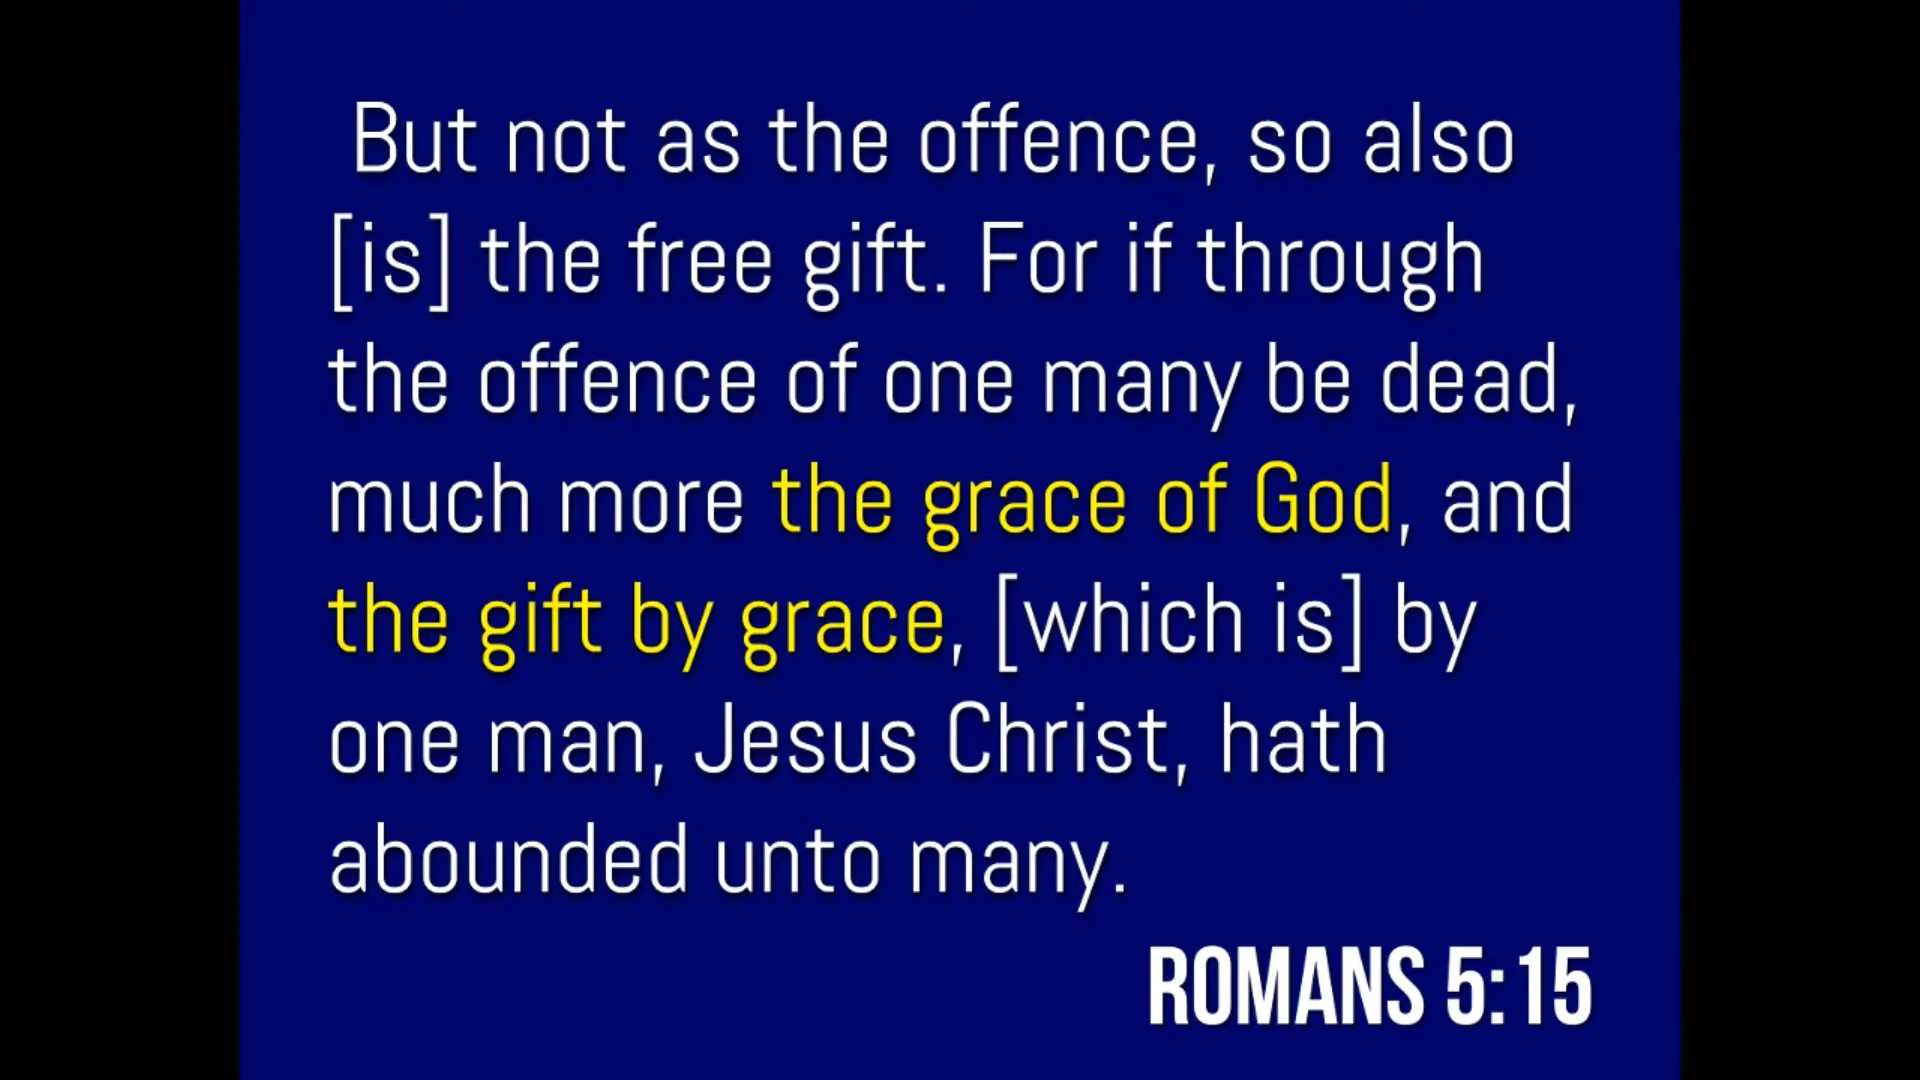 But not as the offence, so also
[is] the free gift. For if through
the offence of one many be dead,
much more the grace of God, and
the gift by grace, [which is] by
one man, Jesus Christ, hath
abounded unto many.
ROMANS 5:15